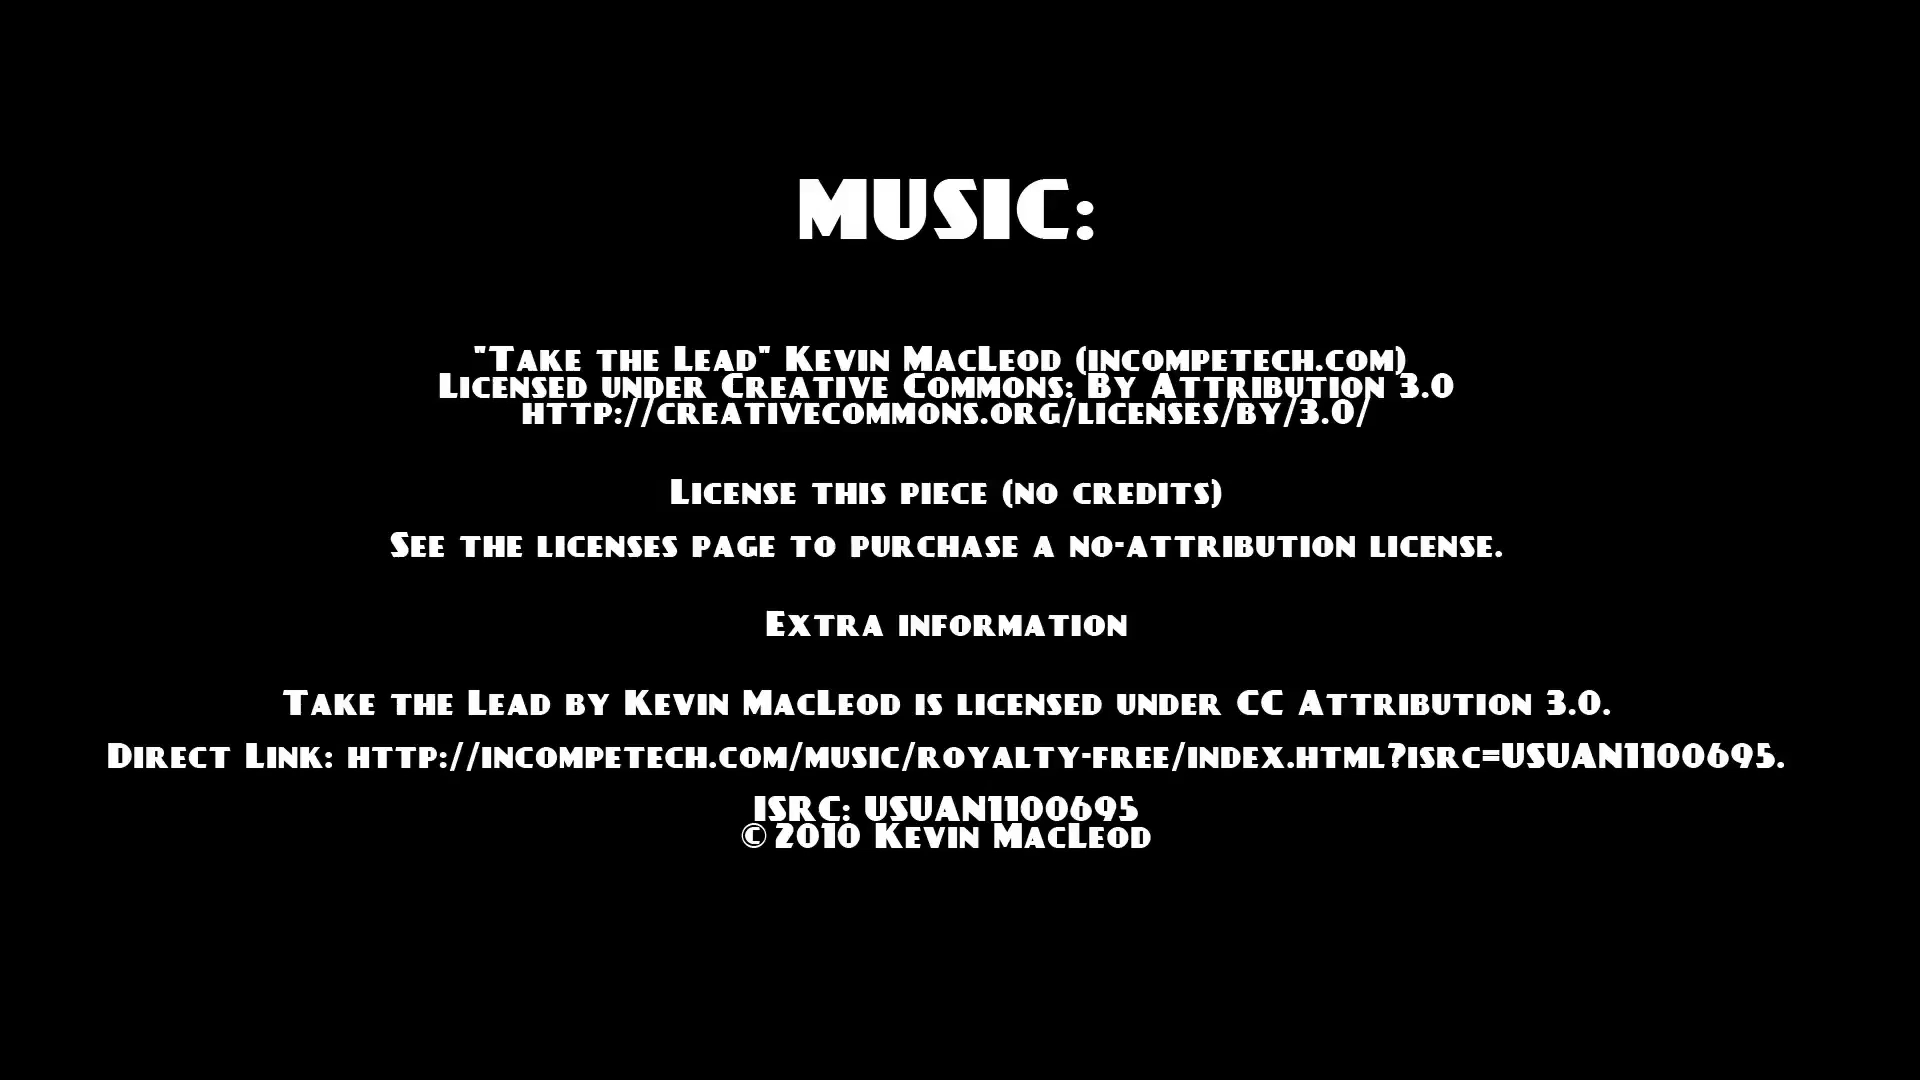 MUSIC:
"Take the Lead" Kevin MacLeod (incompetech.com)
Licensed under Creative Commons: By Attribution 3.0
http://creativecommons.org/licenses/by/3.0/
License this piece (no credits)
See the licenses page to purchase a no-attribution license.
Extra information
Take the Lead by Kevin MacLeod is licensed under CC Attribution 3.0.
Direct Link: http://incompetech.com/music/royalty-free/index.html?isrc=USUAN1100695.
ISRC: USUAN1100695
© 2010 Kevin MacLeod